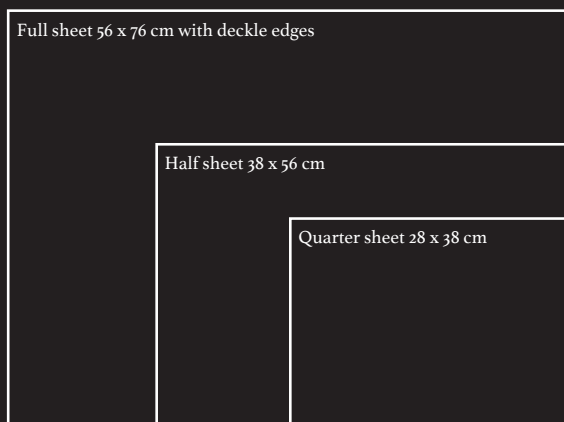 Full sheet 56 x 76 cm with deckle edges
Half sheet 38 x 56 cm
Quarter sheet 28 x 38 cm